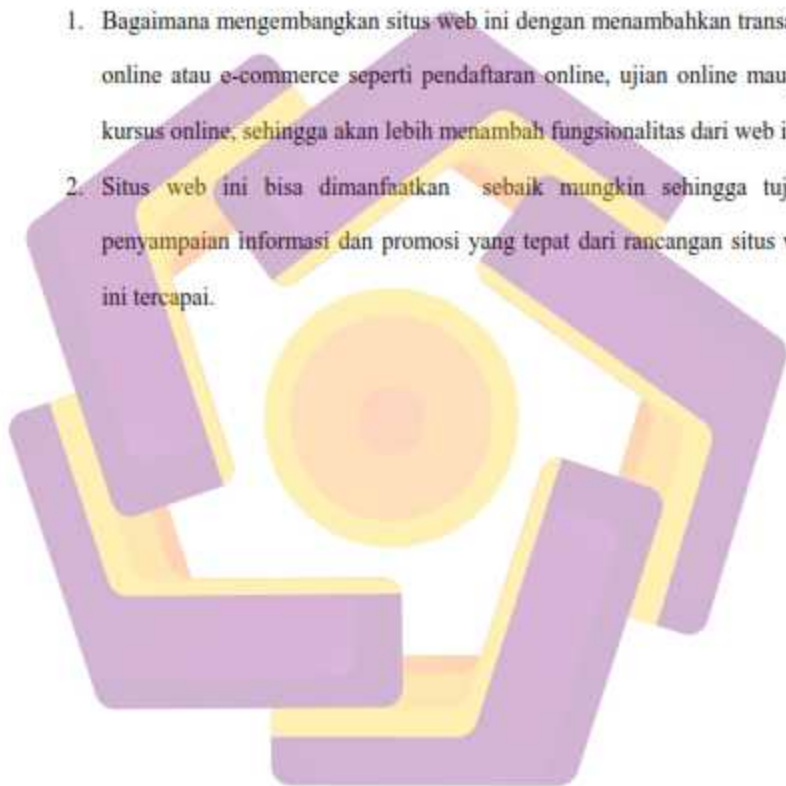 1. Bagaimana mengembangkan situs web ini dengan menambahkan transa
online atau e-commerce seperti pendaftaran online, ujian online mau
kursus online, sehingga akan lebih menambah fungsionalitas dari web i
2. Situs web ini bisa dimanfaatkan sebaik mungkin sehingga tuj
penyampaian informasi dan promosi yang tepat dari rancangan situs
ini tercapai.